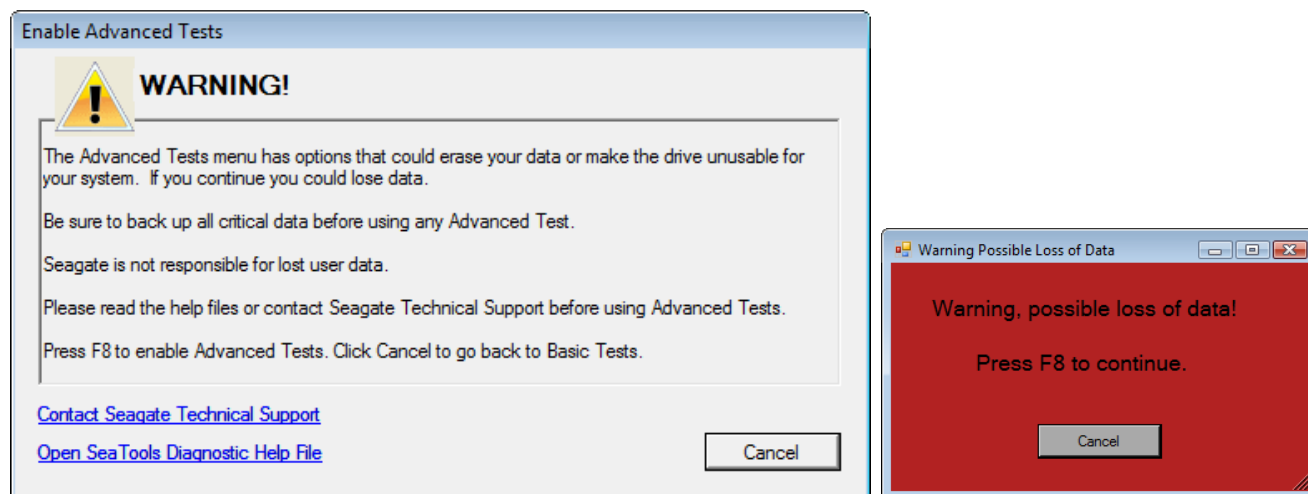 Enable Advanced Tests
WARNING!
The Advanced Tests menu has options that could erase your data or make the drive unusable for
your system. If you continue you could lose data.
Be sure to back up all critical data before using any Advanced Test.
Seagate is not responsible for lost user data.
Please read the help files or contact Seagate Technical Support before using Advanced Tests.
Press F8 to enable Advanced Tests. Click Cancel to go back to Basic Tests.
Contact Seagate Technical Support
Open SeaTools Diagnostic Help File
Cancel
Warning Possible Loss of Data
Warning, possible loss of data!
Press F8 to continue.
Cancel